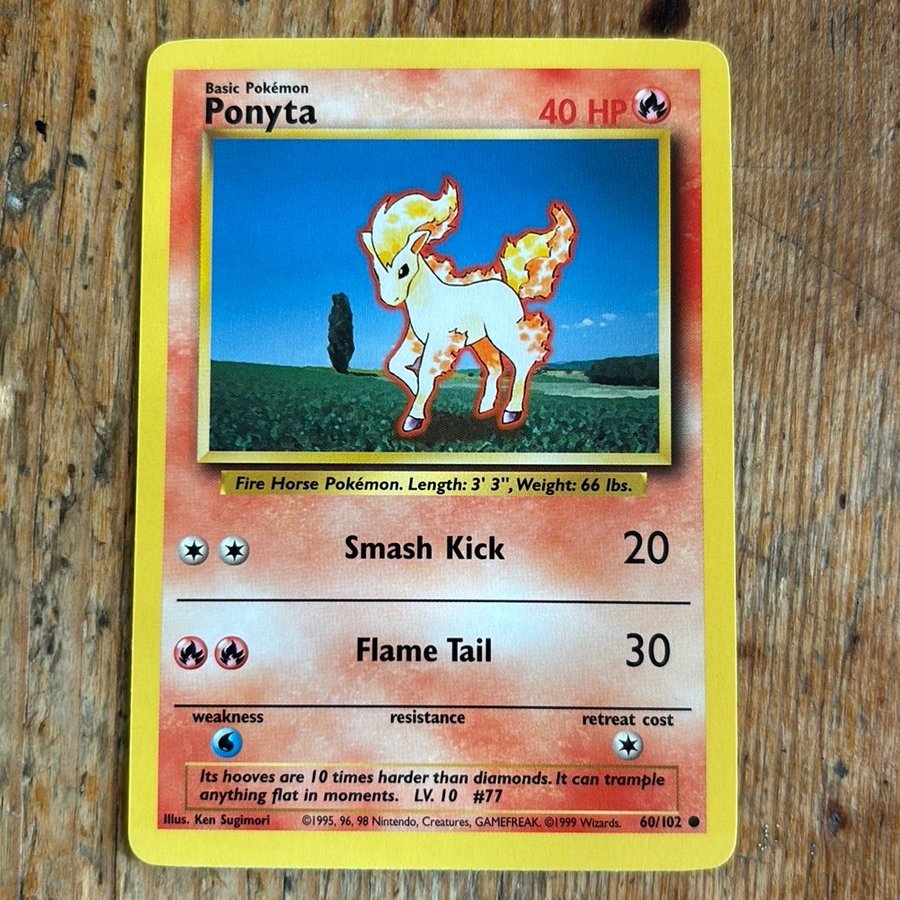 Basic Pokémon
Ponyta 40 HP
Fire Horse Pokémon. Length: 3' 3", Weight: 66 lbs.
Smash Kick 20
Flame Tail 30
weakness resistance retreat cost
Its hooves are 10 times harder than diamonds. It can trample
anything flat in moments. LV. 10 #77
Illus. Ken Sugimori ©1995, 96, 98 Nintendo, Creatures, GAMEFREAK. ©1999 Wizards. 60/102